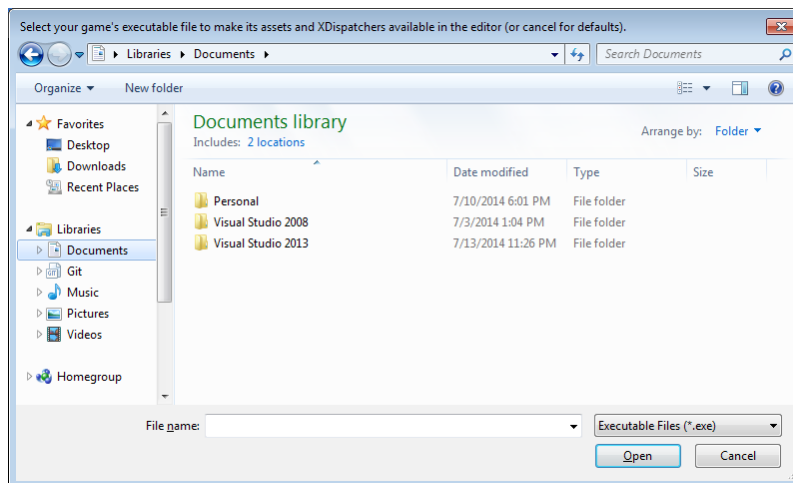 Select your game's executable file to make its assets and XDispatchers available in the editor (or cancel for defaults).
Libraries Documents
Search Documents
Organize New folder
Favorites
Desktop
Downloads
Recent Places
Libraries
Documents
Git
Music
Pictures
Videos
Homegroup
Documents library
Includes: 2 locations
Arrange by: Folder
Name Date modified Type Size
Personal 7/10/2014 6:01 PM File folder
Visual Studio 2008 7/3/2014 1:04 PM File folder
Visual Studio 2013 7/13/2014 11:26 PM File folder
File name:
Executable Files (*.exe)
Open Cancel